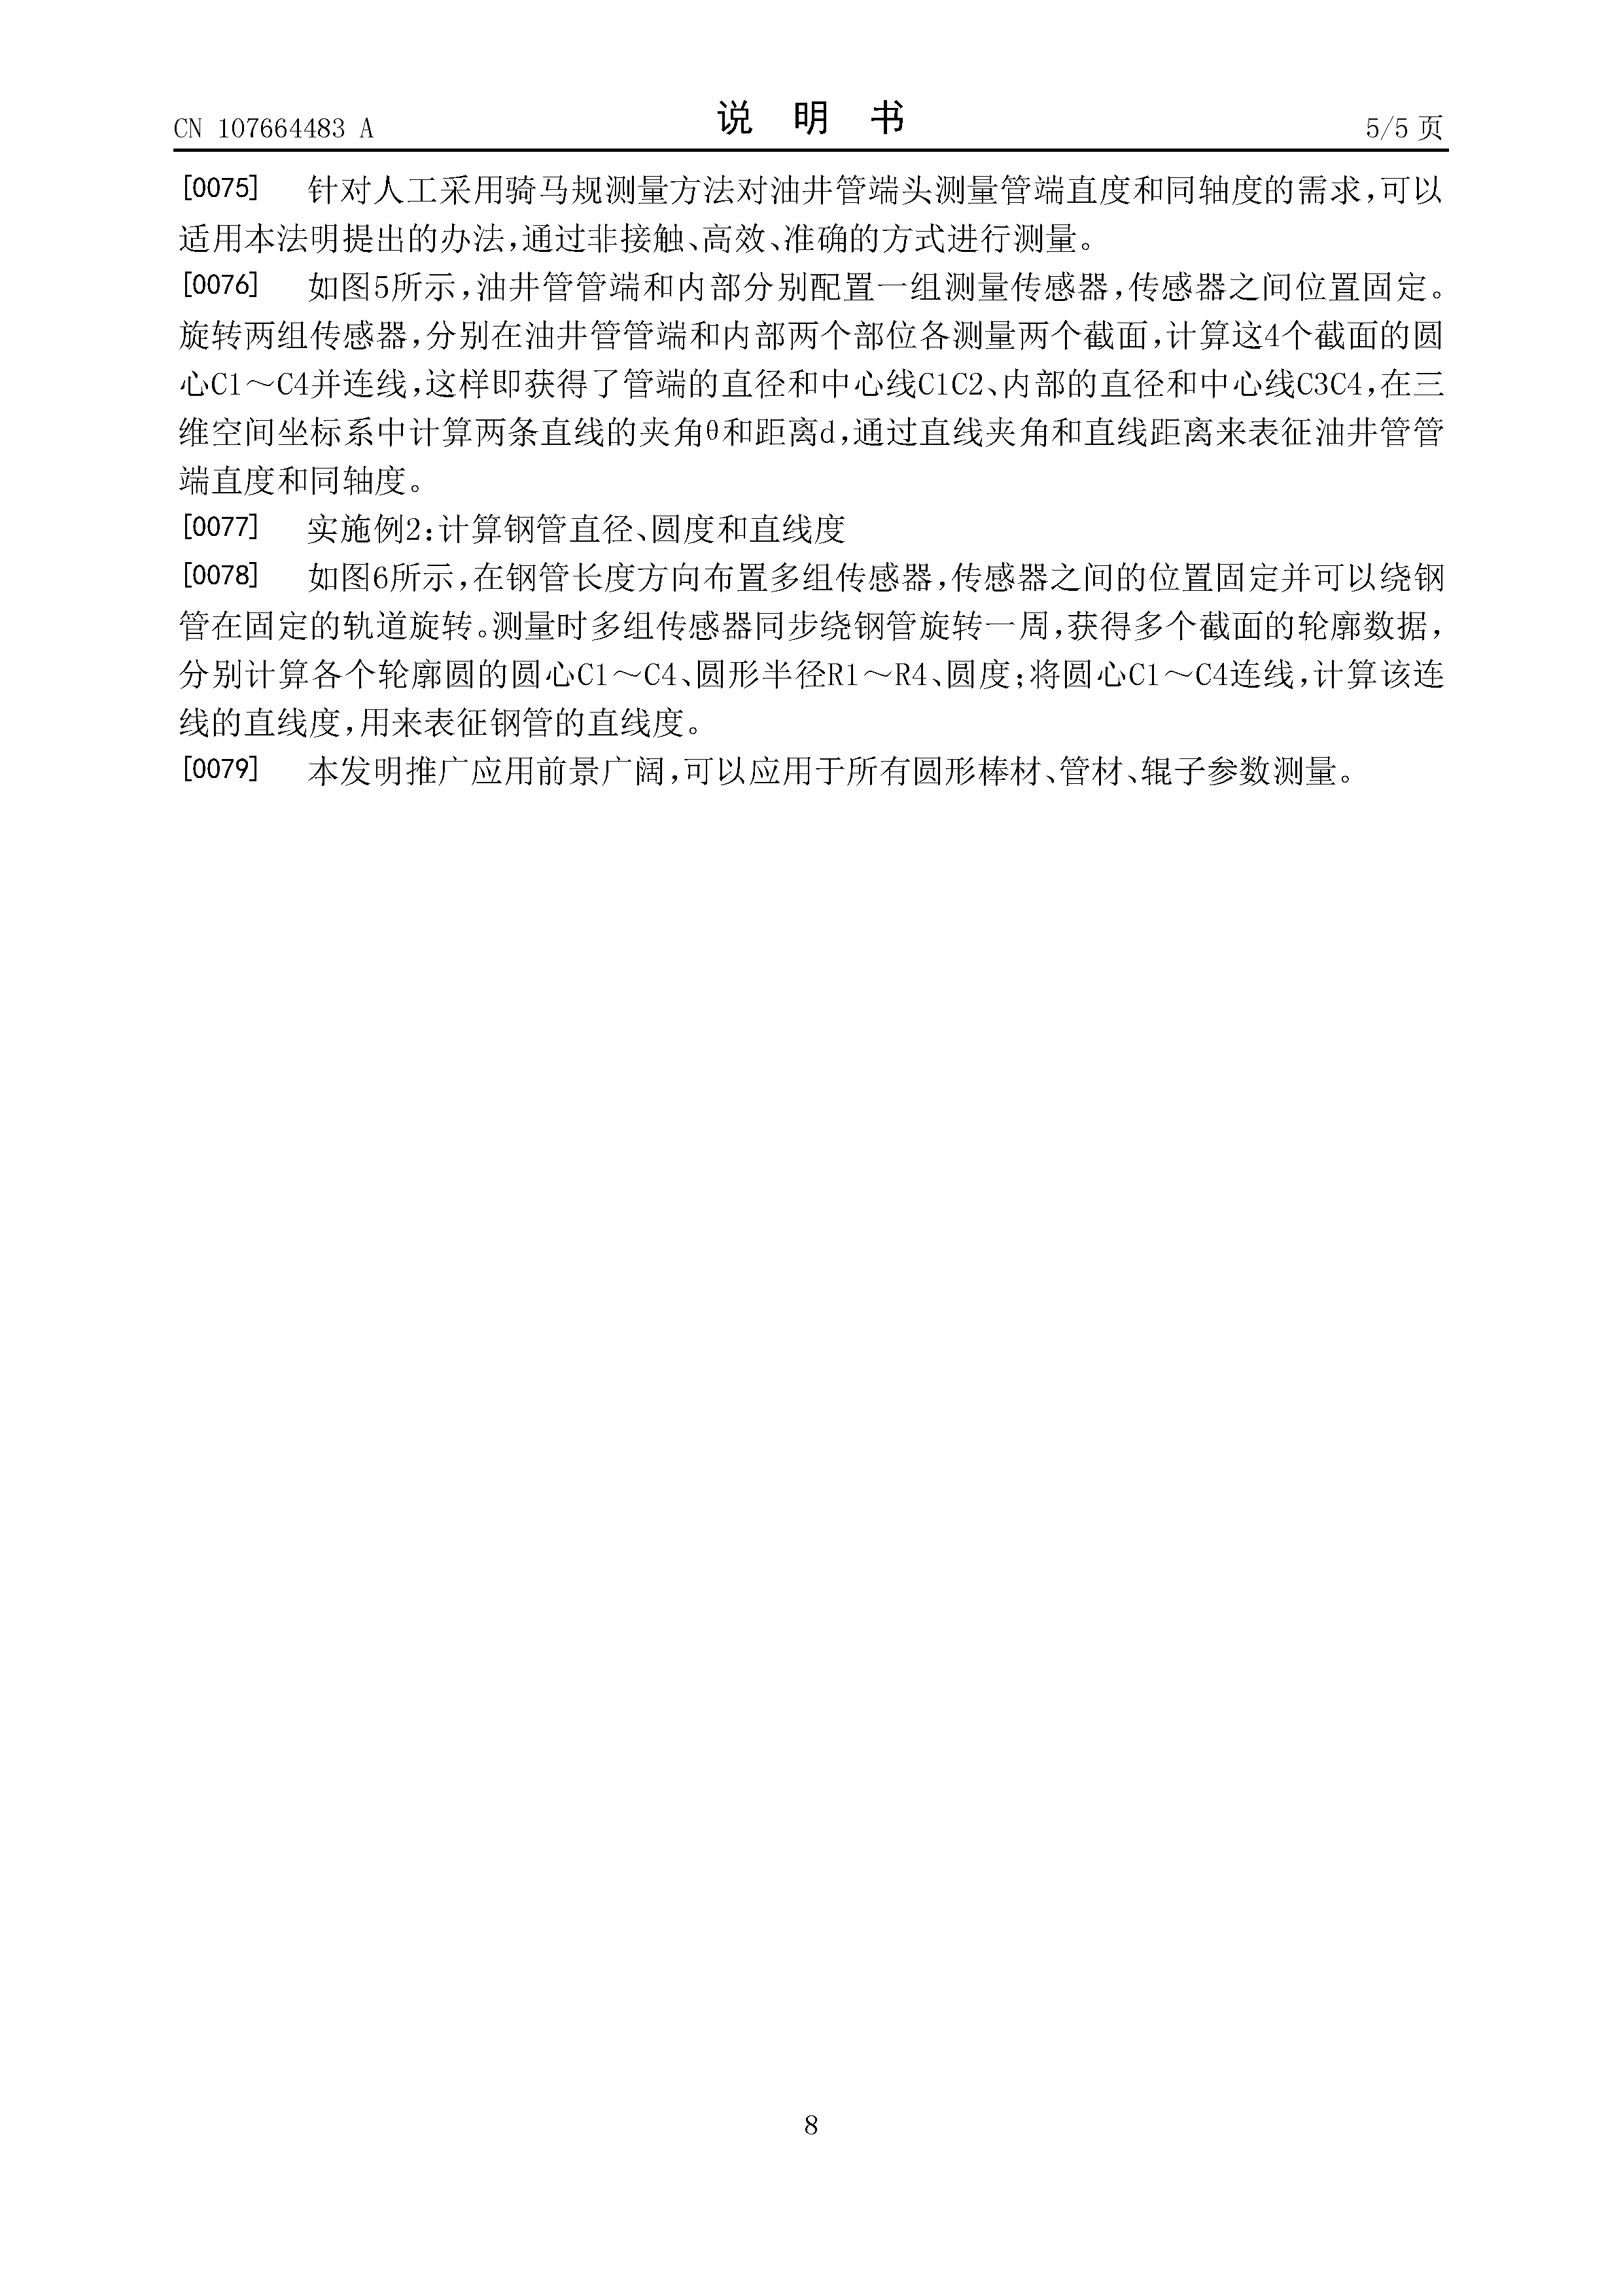 CN 107664483 A
说 明 书
5/5 页
[0075] 针对人工采用骑马规测量方法对油井管端头测量管端直度和同轴度的需求,可以
适用本法明提出的办法,通过非接触、高效、准确的方式进行测量。
[0076] 如图5所示,油井管管端和内部分别配置一组测量传感器,传感器之间位置固定。
旋转两组传感器,分别在油井管管端和内部两个部位各测量两个截面,计算这4个截面的圆
心C1～C4并连线,这样即获得了管端的直径和中心线C1C2、内部的直径和中心线C3C4,在三
维空间坐标系中计算两条直线的夹角θ和距离d,通过直线夹角和直线距离来表征油井管管
端直度和同轴度。
[0077] 实施例2:计算钢管直径、圆度和直线度
[0078] 如图6所示,在钢管长度方向布置多组传感器,传感器之间的位置固定并可以绕钢
管在固定的轨道旋转。测量时多组传感器同步绕钢管旋转一周,获得多个截面的轮廓数据,
分别计算各个轮廓圆的圆心C1～C4、圆形半径R1～R4、圆度;将圆心C1～C4连线,计算该连
线的直线度,用来表征钢管的直线度。
[0079] 本发明推广应用前景广阔,可以应用于所有圆形棒材、管材、辊子参数测量。
8